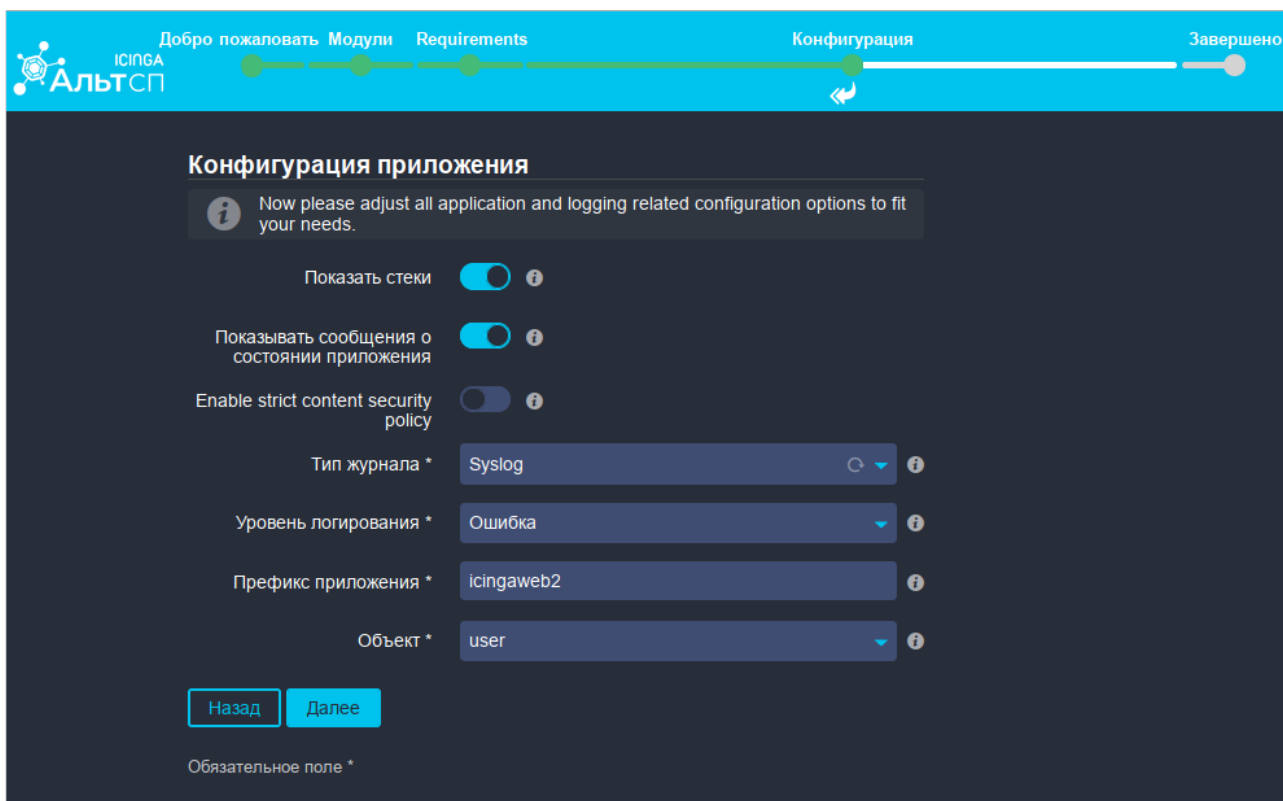 Добро пожаловать
Модули
Requirements
Конфигурация
Завершено
ICINGA
АЛЬТ СП
Конфигурация приложения
Now please adjust all application and logging related configuration options to fit
your needs.
Показать стеки
Показывать сообщения о
состоянии приложения
Enable strict content security
policy
Тип журнала *
Syslog
Уровень логирования *
Ошибка
Префикс приложения *
icingaweb2
Объект *
user
Назад
Далее
Обязательное поле *